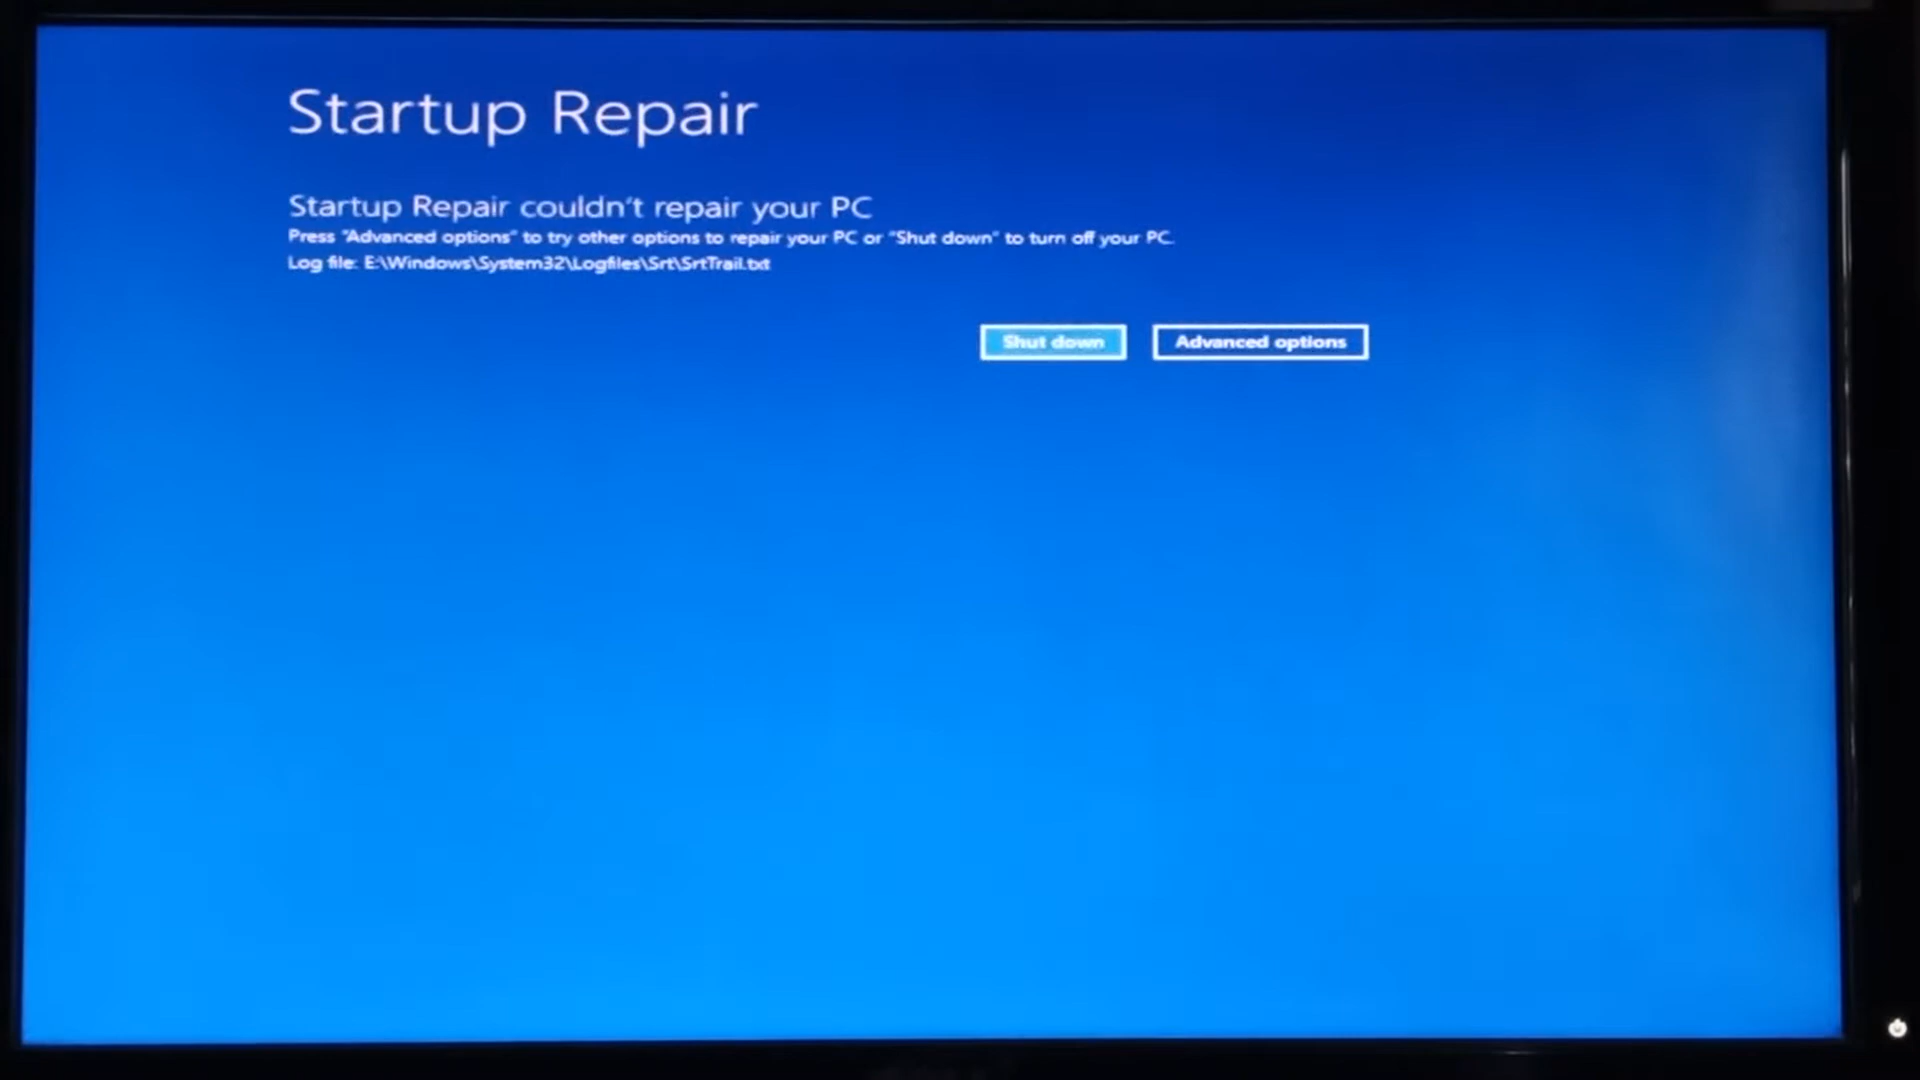 Startup Repair
Startup Repair couldn't repair your PC
Press "Advanced options" to try other options to repair your PC or "Shut down" to turn off your PC.
Log file: E:\Windows\System32\Logfiles\Srt\SrtTrail.txt
Shut down Advanced options